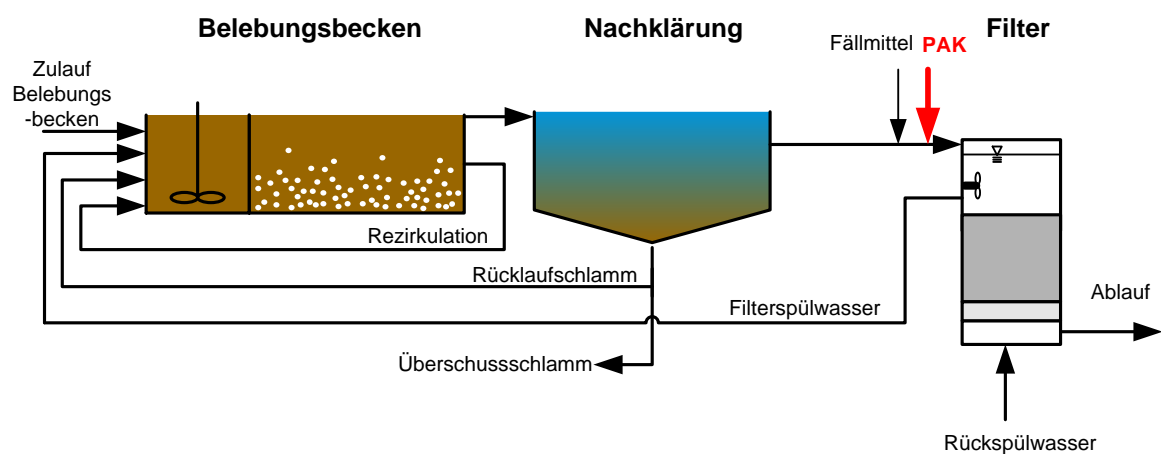 Belebungsbecken
Nachklärung
Filter
Fällmittel
PAK
Zulauf
Belebungs
-becken
Rezirkulation
Rücklaufschlamm
Filterspülwasser
Ablauf
Überschussschlamm
Rückspülwasser